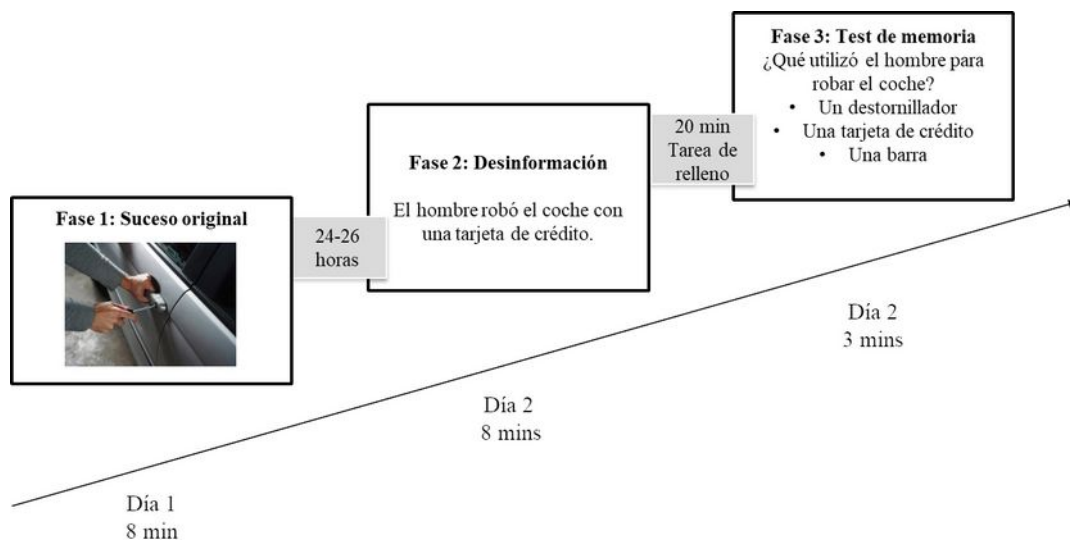 Fase 1: Suceso original
24-26
horas
Fase 2: Desinformación
El hombre robó el coche con
una tarjeta de crédito.
20 min
Tarea de
relleno
Fase 3: Test de memoria
¿Qué utilizó el hombre para
robar el coche?
• Un destornillador
• Una tarjeta de crédito
• Una barra
Día 1
8 min
Día 2
8 mins
Día 2
3 mins